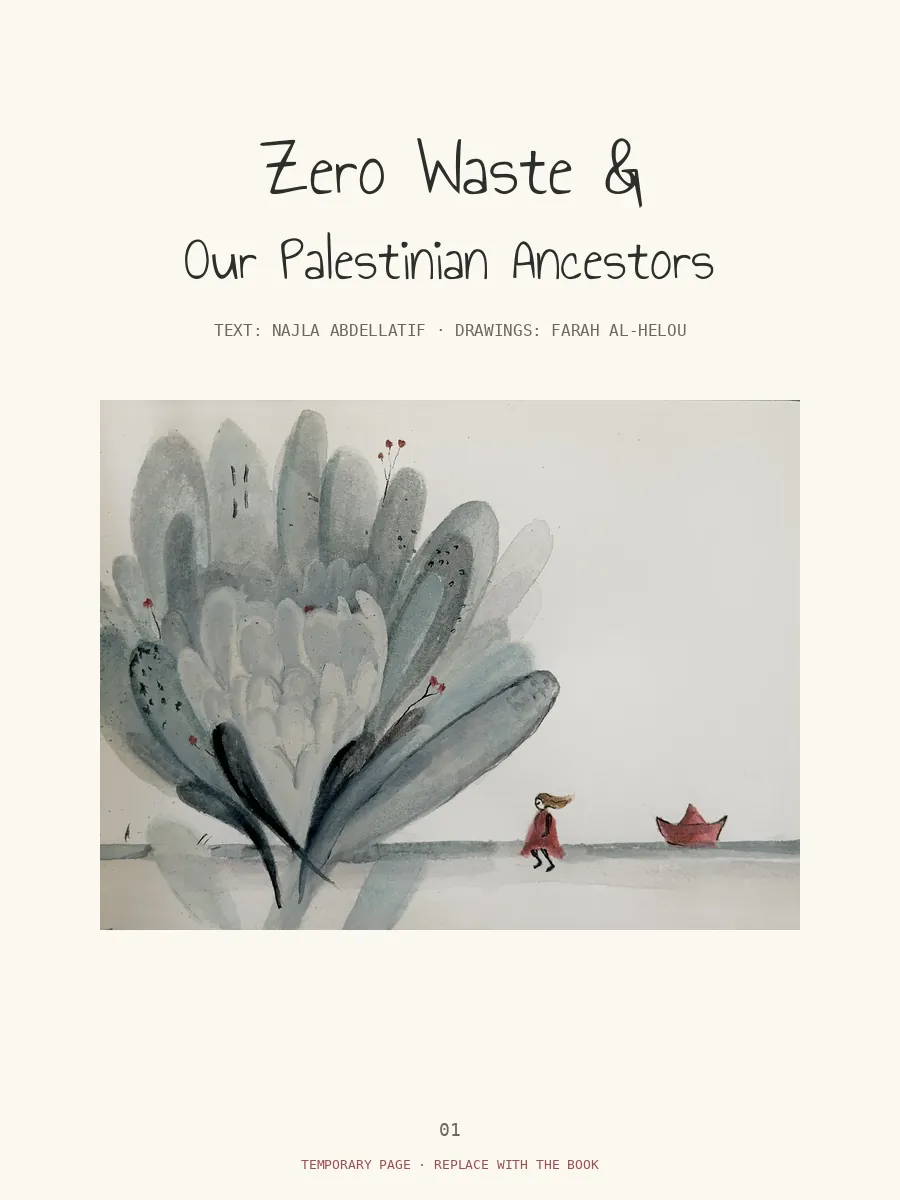 Zero Waste &
Our Palestinian Ancestors
TEXT: NAJLA ABDELLATIF · DRAWINGS: FARAH AL-HELOU
01
TEMPORARY PAGE · REPLACE WITH THE BOOK